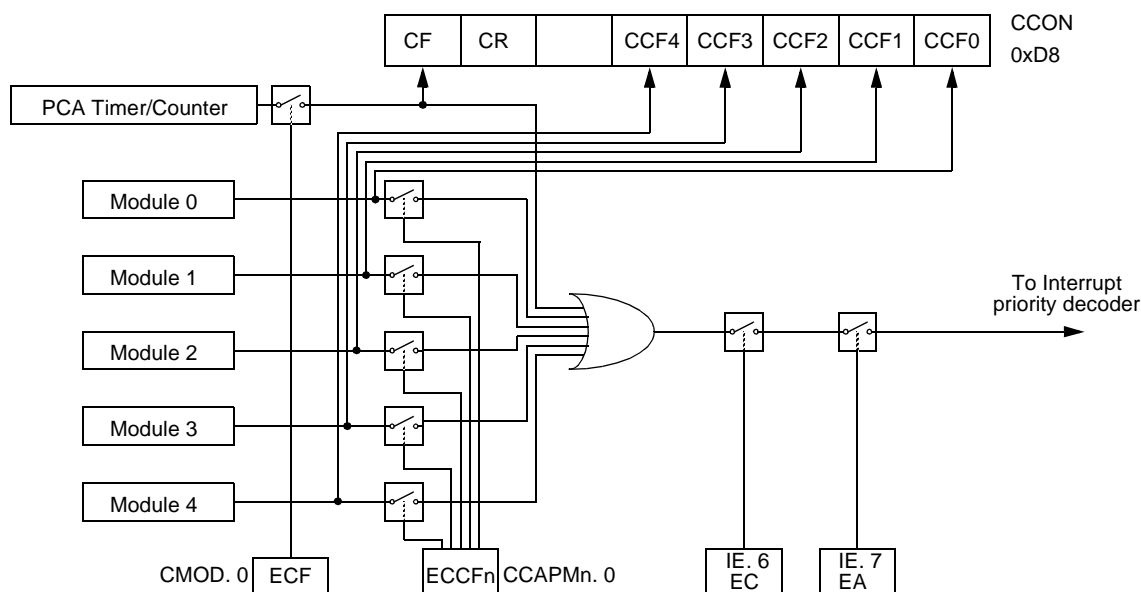 CF CR CCF4 CCF3 CCF2 CCF1 CCF0
CCON
0xD8
PCA Timer/Counter
Module 0
Module 1
Module 2
Module 3
Module 4
To Interrupt
priority decoder
CMOD. 0
ECF
ECCFn
CCAPMn. 0
IE. 6
EC
IE. 7
EA